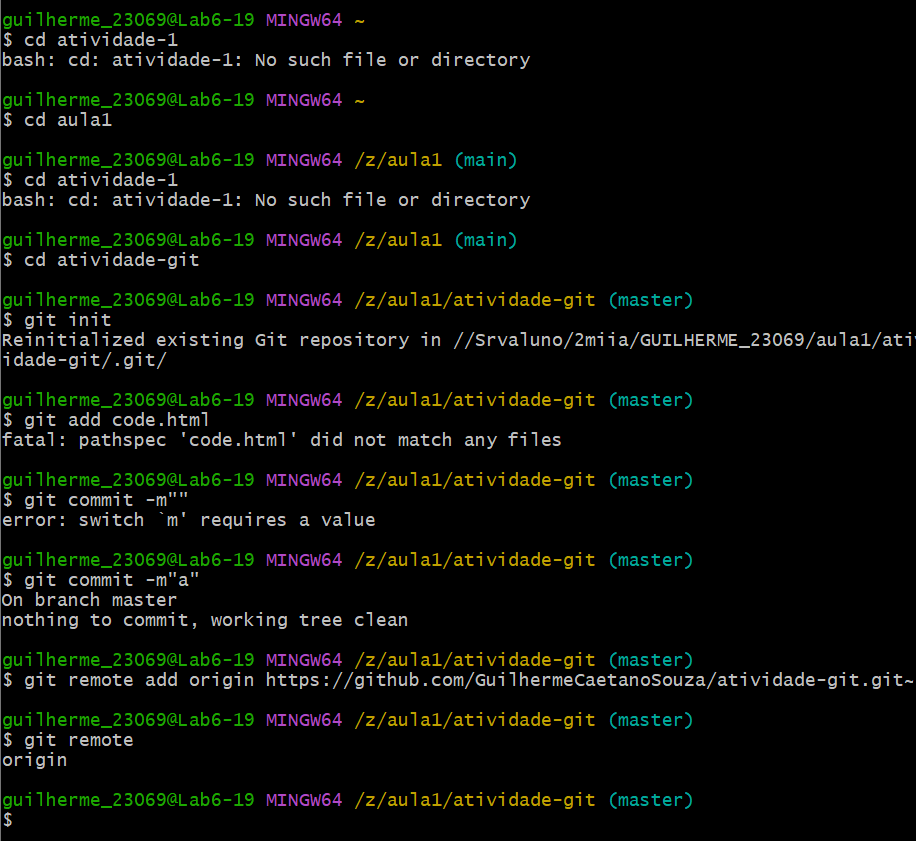 guilherme_23069@Lab6-19 MINGW64 ~
$ cd atividade-1
bash: cd: atividade-1: No such file or directory
guilherme_23069@Lab6-19 MINGW64 ~
$ cd aula1
guilherme_23069@Lab6-19 MINGW64 /z/aula1 (main)
$ cd atividade-1
bash: cd: atividade-1: No such file or directory
guilherme_23069@Lab6-19 MINGW64 /z/aula1 (main)
$ cd atividade-git
guilherme_23069@Lab6-19 MINGW64 /z/aula1/atividade-git (master)
$ git init
Reinitialized existing Git repository in //Srvaluno/2miia/GUILHERME_23069/aula1/ativ
idade-git/.git/
guilherme_23069@Lab6-19 MINGW64 /z/aula1/atividade-git (master)
$ git add code.html
fatal: pathspec 'code.html' did not match any files
guilherme_23069@Lab6-19 MINGW64 /z/aula1/atividade-git (master)
$ git commit -m""
error: switch `m' requires a value
guilherme_23069@Lab6-19 MINGW64 /z/aula1/atividade-git (master)
$ git commit -m"a"
On branch master
nothing to commit, working tree clean
guilherme_23069@Lab6-19 MINGW64 /z/aula1/atividade-git (master)
$ git remote add origin https://github.com/GuilhermeCaetanoSouza/atividade-git.git~
guilherme_23069@Lab6-19 MINGW64 /z/aula1/atividade-git (master)
$ git remote
origin
guilherme_23069@Lab6-19 MINGW64 /z/aula1/atividade-git (master)
$